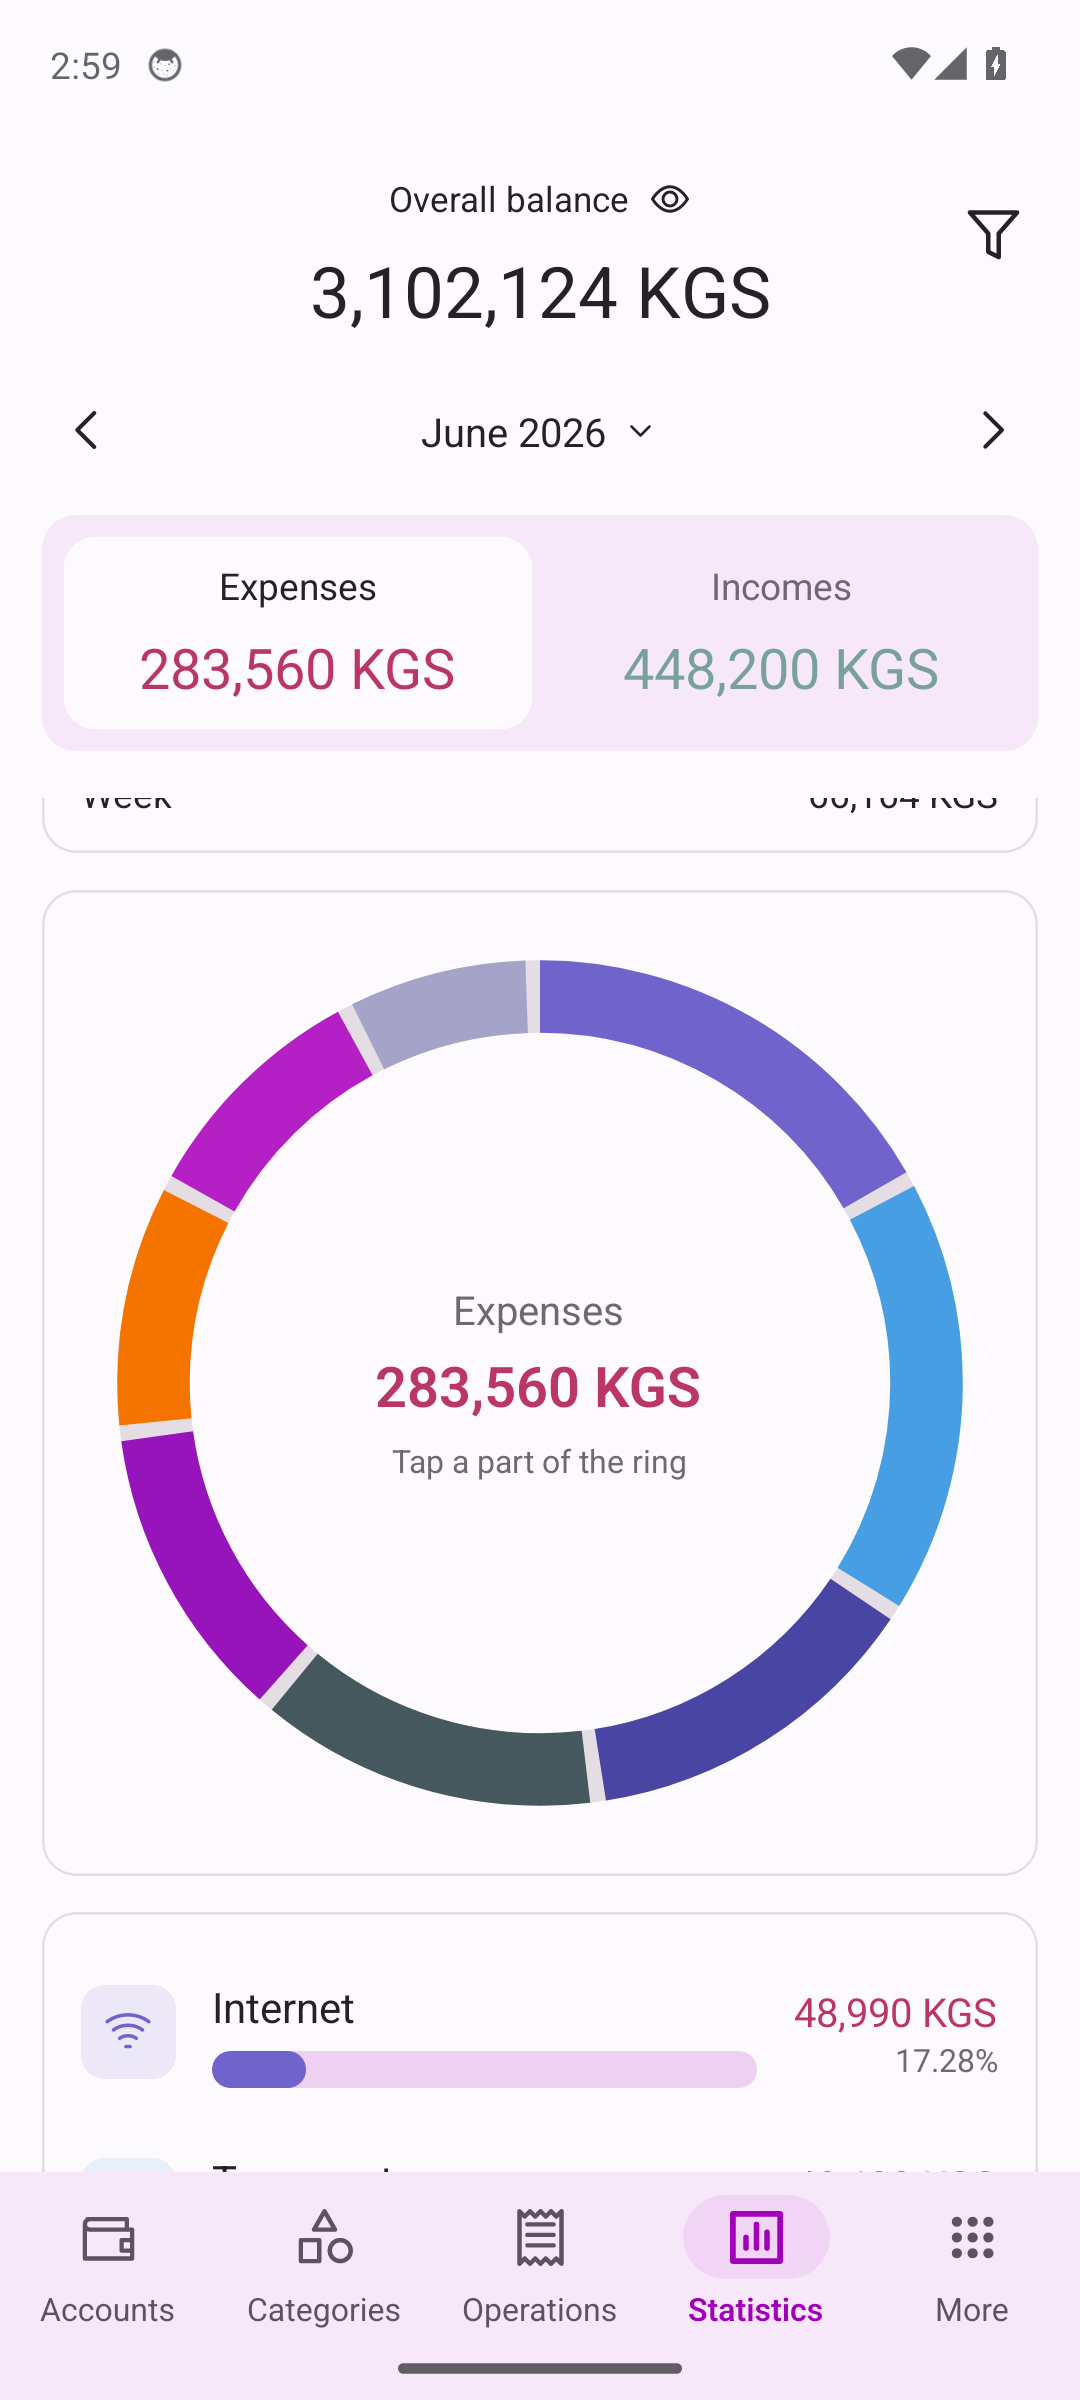 2:59
Overall balance
3,102,124 KGS
June 2026
Expenses
Incomes
283,560 KGS
448,200 KGS
Week
KGS
Expenses
283,560 KGS
Tap a part of the ring
Internet
48,990 KGS
17.28%
Accounts
Categories
Operations
Statistics
More